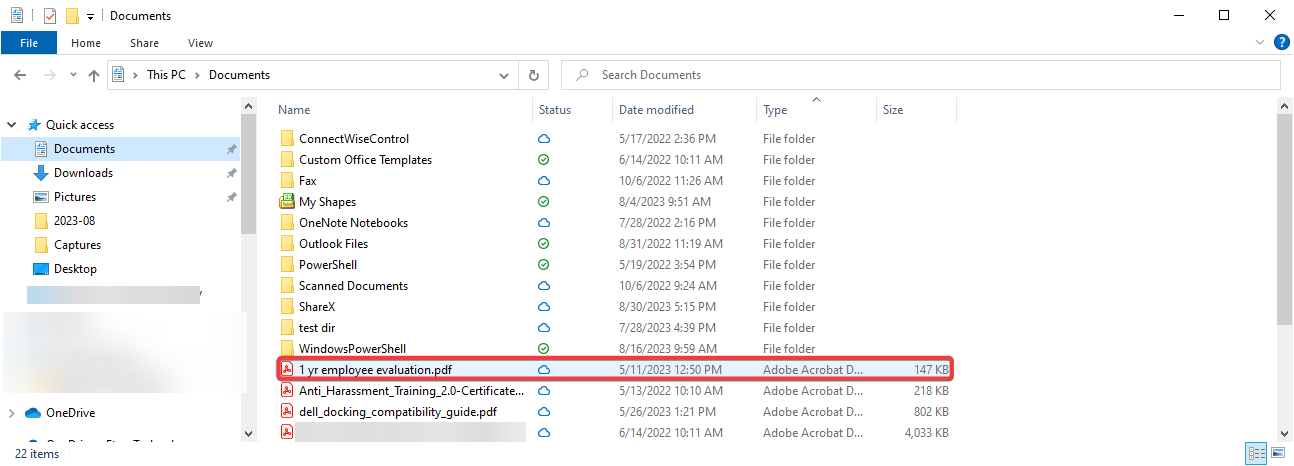 Documents
File Home Share View
This PC > Documents Search Documents
Name Status Date modified Type Size
Quick access
Documents
Downloads
Pictures
2023-08
Captures
Desktop
OneDrive
ConnectWiseControl 5/17/2022 2:36 PM File folder
Custom Office Templates 6/14/2022 10:11 AM File folder
Fax 10/6/2022 11:26 AM File folder
My Shapes 8/4/2023 9:51 AM File folder
OneNote Notebooks 7/28/2022 2:16 PM File folder
Outlook Files 8/31/2022 11:19 AM File folder
PowerShell 5/19/2022 3:54 PM File folder
Scanned Documents 10/6/2022 9:24 AM File folder
ShareX 8/30/2023 5:15 PM File folder
test dir 7/28/2023 4:39 PM File folder
WindowsPowerShell 8/16/2023 9:59 AM File folder
1 yr employee evaluation.pdf 5/11/2023 12:50 PM Adobe Acrobat D... 147 KB
Anti_Harassment_Training_2.0-Certificate... 5/13/2022 10:10 AM Adobe Acrobat D... 218 KB
dell_docking_compatibility_guide.pdf 5/26/2023 1:21 PM Adobe Acrobat D... 802 KB
6/14/2022 10:11 AM Adobe Acrobat D... 4,033 KB
22 items